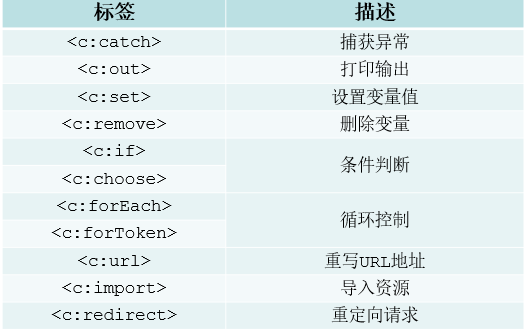 标签 描述
<c:catch> 捕获异常
<c:out> 打印输出
<c:set> 设置变量值
<c:remove> 删除变量
<c:if>
条件判断
<c:choose>
<c:forEach>
循环控制
<c:forToken>
<c:url> 重写URL地址
<c:import> 导入资源
<c:redirect> 重定向请求